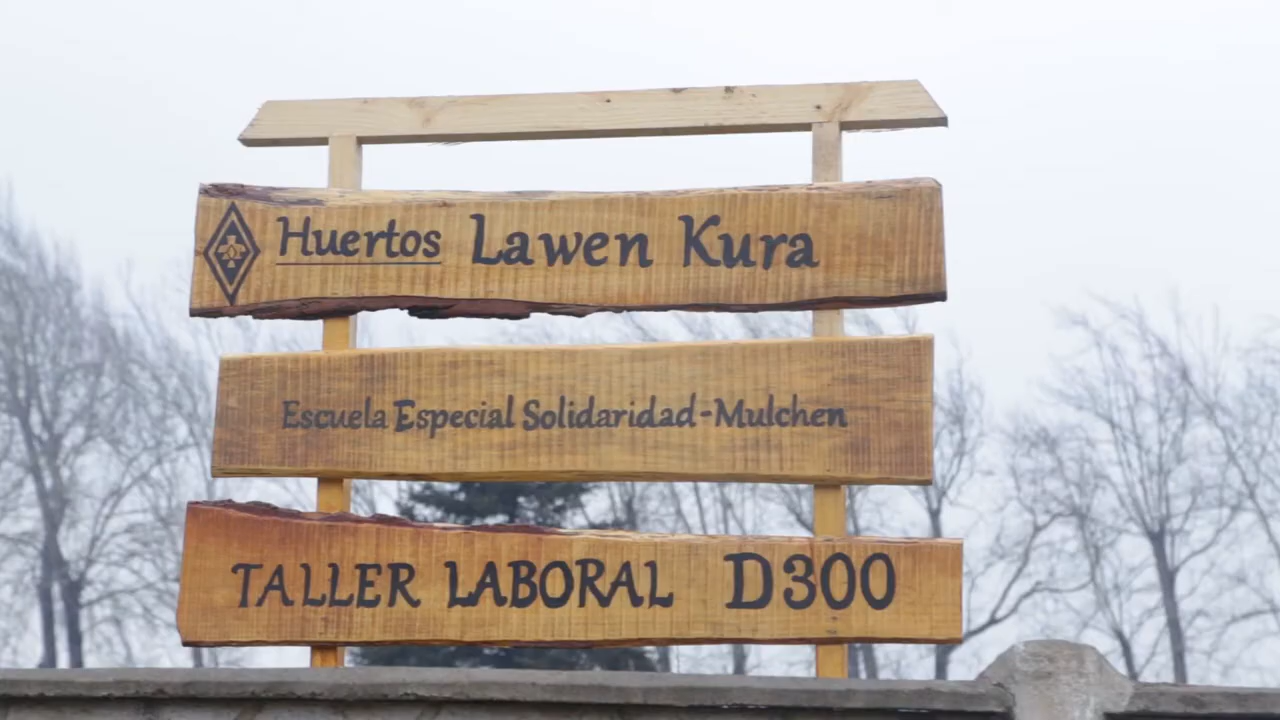 Huertos Lawen Kura
Escuela Especial Solidaridad-Mulchen
TALLER LABORAL D300